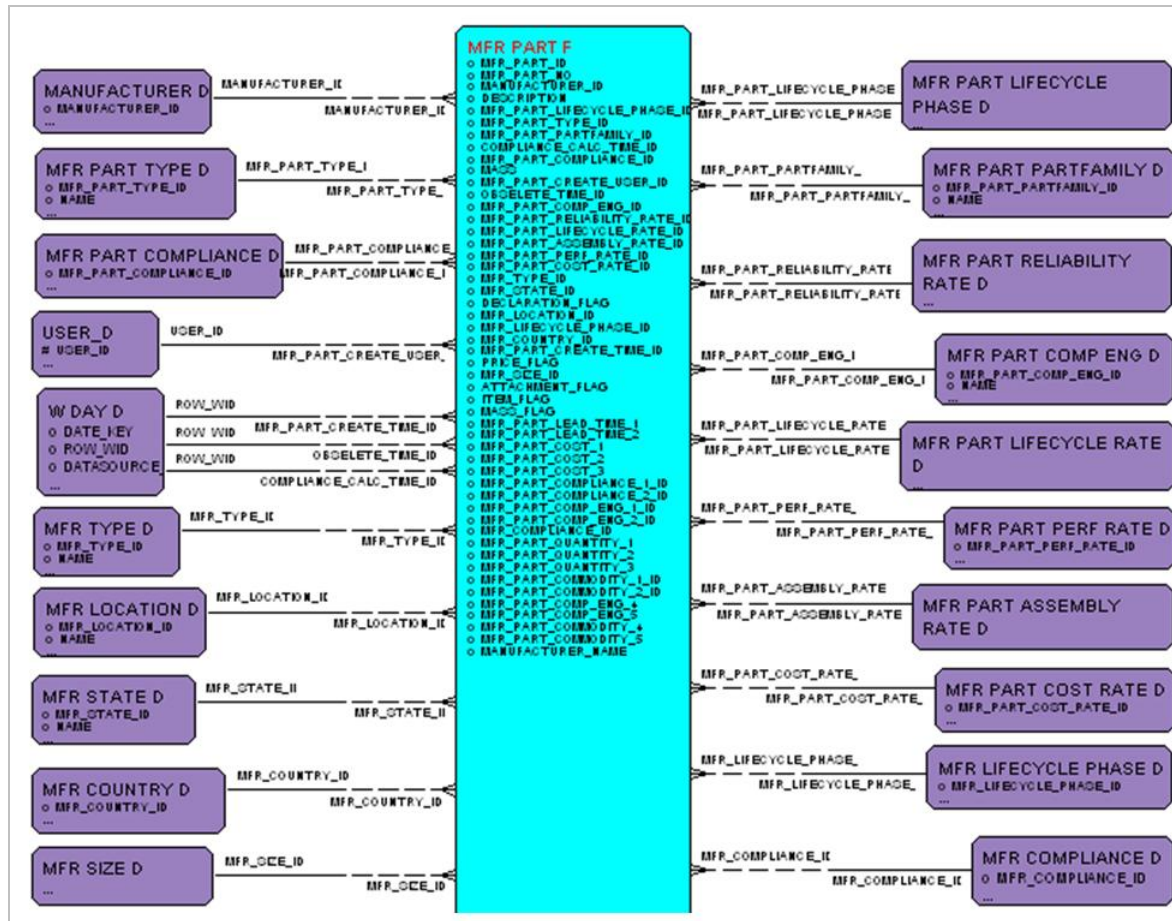 MANUFACTURER D
o MANUFACTURER_ID
...
MANUFACTURER_ID
MANUFACTURER_ID
MFR PART TYPE D
o MFR_PART_TYPE_ID
o NAME
...
MFR_PART_TYPE_I
MFR_PART_TYPE_
MFR PART COMPLIANCE D
o MFR_PART_COMPLIANCE_ID
...
MFR_PART_COMPLIANCE_
MFR_PART_COMPLIANCE_I
USER_D
# USER_ID
...
USER_ID
MFR_PART_CREATE_USER_
W DAY D
o DATE_KEY
o ROW_WID
o DATASOURCE_
...
ROW_WID
MFR_PART_CREATE_TIME_ID
ROW_WID
OBSELETE_TIME_ID
ROW_WID
COMPLIANCE_CALC_TIME_ID
MFR TYPE D
o MFR_TYPE_ID
o NAME
...
MFR_TYPE_ID
MFR_TYPE_ID
MFR LOCATION D
o MFR_LOCATION_ID
o NAME
...
MFR_LOCATION_ID
MFR_LOCATION_ID
MFR STATE D
o MFR_STATE_ID
o NAME
...
MFR_STATE_II
MFR_STATE_II
MFR COUNTRY D
o MFR_COUNTRY_ID
...
MFR_COUNTRY_ID
MFR_COUNTRY_ID
MFR SIZE D
...
MFR_SIZE_ID
MFR_SIZE_ID
MFR PART F
o MFR_PART_ID
o MFR_PART_NO
o MANUFACTURER_ID
o DESCRIPTION
o MFR_PART_LIFECYCLE_PHASE_ID
o MFR_PART_TYPE_ID
o MFR_PART_PARTFAMILY_ID
o COMPLIANCE_CALC_TIME_ID
o MFR_PART_COMPLIANCE_ID
o MASS
o MFR_PART_CREATE_USER_ID
o OBSELETE_TIME_ID
o MFR_PART_COMP_ENG_ID
o MFR_PART_RELIABILITY_RATE_ID
o MFR_PART_LIFECYCLE_RATE_ID
o MFR_PART_ASSEMBLY_RATE_ID
o MFR_PART_PERF_RATE_ID
o MFR_PART_COST_RATE_ID
o MFR_TYPE_ID
o MFR_STATE_ID
o DECLARATION_FLAG
o MFR_LOCATION_ID
o MFR_LIFECYCLE_PHASE_ID
o MFR_COUNTRY_ID
o MFR_PART_CREATE_TIME_ID
o PRICE_FLAG
o MFR_SIZE_ID
o ATTACHMENT_FLAG
o ITEM_FLAG
o MASS_FLAG
o MFR_PART_LEAD_TIME_1
o MFR_PART_LEAD_TIME_2
o MFR_PART_COST_1
o MFR_PART_COST_2
o MFR_PART_COST_3
o MFR_PART_COMPLIANCE_1_ID
o MFR_PART_COMPLIANCE_2_ID
o MFR_PART_COMP_ENG_1_ID
o MFR_PART_COMP_ENG_2_ID
o MFR_COMPLIANCE_ID
o MFR_PART_QUANTITY_1
o MFR_PART_QUANTITY_2
o MFR_PART_QUANTITY_3
o MFR_PART_COMMODITY_1_ID
o MFR_PART_COMMODITY_2_ID
o MFR_PART_COMP_ENG_4
o MFR_PART_COMP_ENG_5
o MFR_PART_COMMODITY_4
o MFR_PART_COMMODITY_5
o MANUFACTURER_NAME
MFR_PART_LIFECYCLE_PHASE
MFR_PART_LIFECYCLE_PHASE
MFR PART LIFECYCLE
PHASE D
...
MFR_PART_PARTFAMILY_
MFR_PART_PARTFAMILY_
MFR PART PARTFAMILY D
o MFR_PART_PARTFAMILY_ID
o NAME
...
MFR_PART_RELIABILITY_RATE
MFR_PART_RELIABILITY_RATE
MFR PART RELIABILITY
RATE D
...
MFR_PART_COMP_ENG_I
MFR_PART_COMP_ENG_I
MFR PART COMP ENG D
o MFR_PART_COMP_ENG_ID
o NAME
...
MFR_PART_LIFECYCLE_RATE
MFR_PART_LIFECYCLE_RATE
MFR PART LIFECYCLE RATE
D
...
MFR_PART_PERF_RATE_
MFR_PART_PERF_RATE_
MFR PART PERF RATE D
o MFR_PART_PERF_RATE_ID
...
MFR_PART_ASSEMBLY_RATE
MFR_PART_ASSEMBLY_RATE
MFR PART ASSEMBLY
RATE D
...
MFR_PART_COST_RATE_
MFR_PART_COST_RATE_
MFR PART COST RATE D
o MFR_PART_COST_RATE_ID
...
MFR_LIFECYCLE_PHASE_
MFR_LIFECYCLE_PHASE_
MFR LIFECYCLE PHASE D
o MFR_LIFECYCLE_PHASE_ID
...
MFR_COMPLIANCE_ID
MFR_COMPLIANCE_ID
MFR COMPLIANCE D
o MFR_COMPLIANCE_ID
...